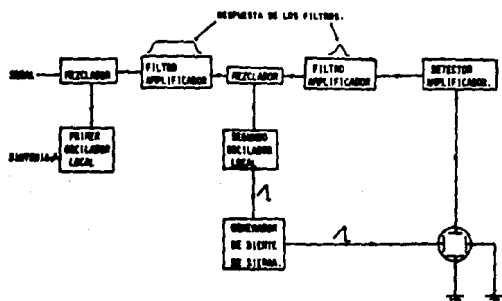 RESPUESTA DE LOS FILTROS.
SEÑAL
MEZCLADOR
FILTRO
AMPLIFICADOR
MEZCLADOR
FILTRO
AMPLIFICADOR
DETECTOR
AMPLIFICADOR.
SINTONIA
PRIMER
OSCILADOR
LOCAL
SEGUNDO
OSCILADOR
LOCAL
GENERADOR
DE DIENTE
DE SIERRA.